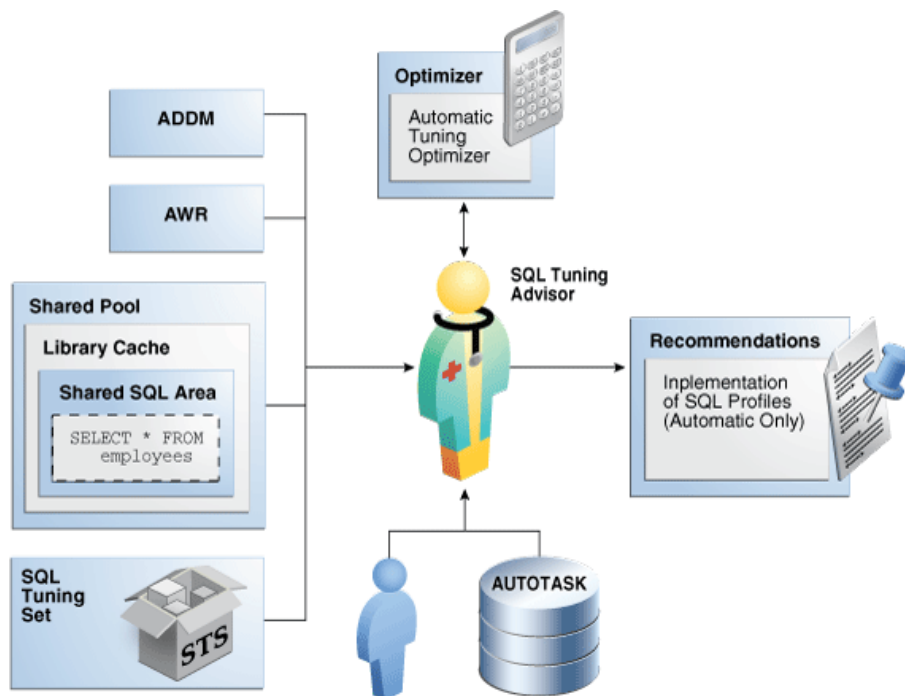 Optimizer
Automatic
Tuning
Optimizer
ADDM
AWR
Shared Pool
Library Cache
Shared SQL Area
SELECT * FROM
employees
SQL
Tuning
Set
STS
SQL Tuning
Advisor
AUTOTASK
Recommendations
Inplementation
of SQL Profiles
(Automatic Only)